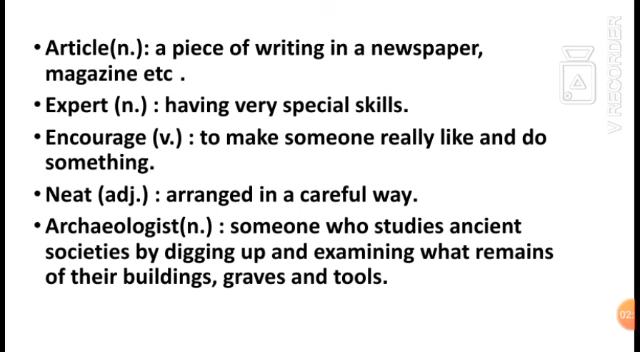 • Article(n.): a piece of writing in a newspaper,
magazine etc .
• Expert (n.) : having very special skills.
• Encourage (v.) : to make someone really like and do
something.
• Neat (adj.) : arranged in a careful way.
• Archaeologist(n.) : someone who studies ancient
societies by digging up and examining what remains
of their buildings, graves and tools.
V RECORDER
02: